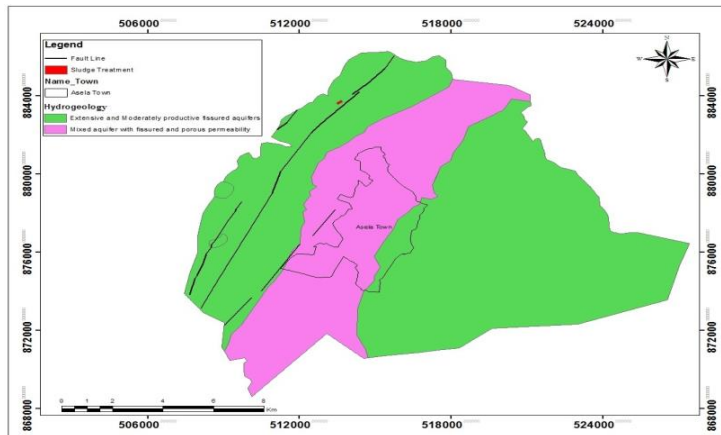 506000 512000 518000 524000
Legend
Fault Line
Sludge Treatment
Name_Town
Asela Town
Hydrogeology
Extensive and Moderately productive fissured aquifers
Mixed aquifer with fissured and porous permeability
N
W E
S
884000 884000
880000 880000
Asela Town
876000 876000
872000 872000
868000 868000
0 1 2 4 6 8
Km
506000 512000 518000 524000